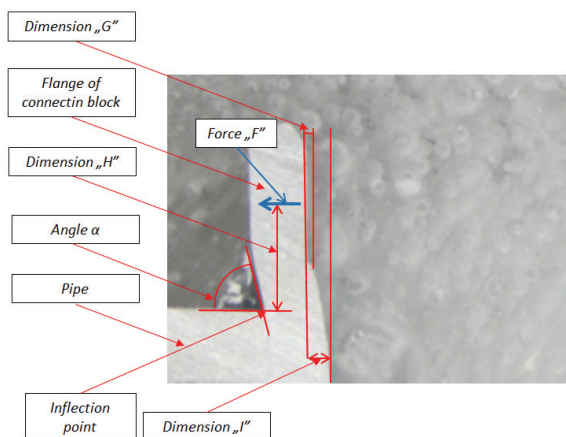 Dimension „G”
Flange of
connectin block
Force „F”
Dimension „H”
Angle α
Pipe
Inflection
point
Dimension „I”